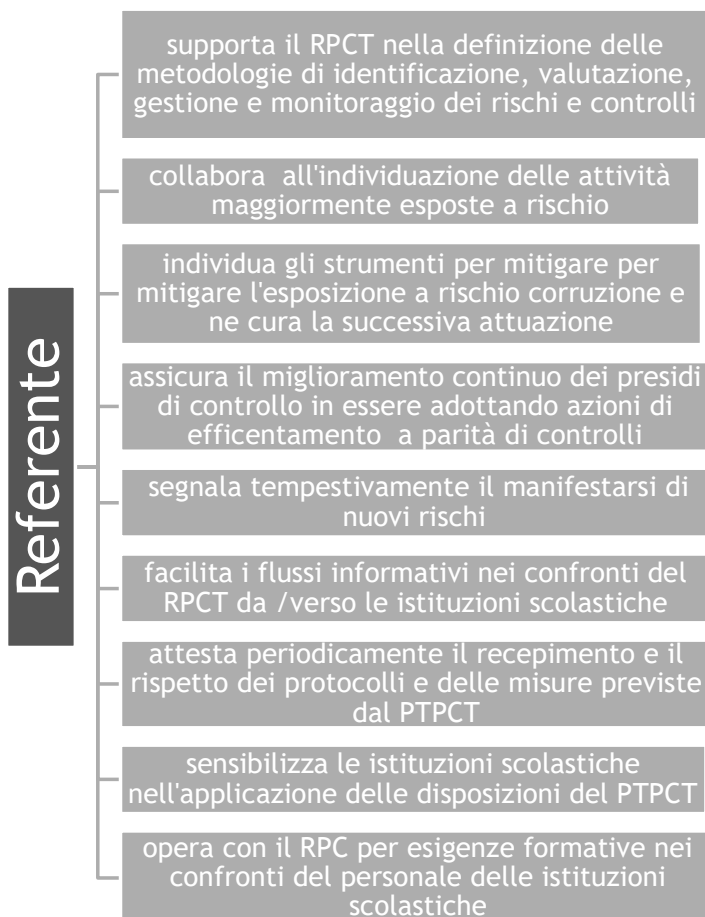 Referente
supporta il RPCT nella definizione delle
metodologie di identificazione, valutazione,
gestione e monitoraggio dei rischi e controlli
collabora  all'individuazione delle attività
maggiormente esposte a rischio
individua gli strumenti per mitigare per
mitigare l'esposizione a rischio corruzione e
ne cura la successiva attuazione
assicura il miglioramento continuo dei presidi
di controllo in essere adottando azioni di
efficentamento  a parità di controlli
segnala tempestivamente il manifestarsi di
nuovi rischi
facilita i flussi informativi nei confronti del
RPCT da /verso le istituzioni scolastiche
attesta periodicamente il recepimento e il
rispetto dei protocolli e delle misure previste
dal PTPCT
sensibilizza le istituzioni scolastiche
nell'applicazione delle disposizioni del PTPCT
opera con il RPC per esigenze formative nei
confronti del personale delle istituzioni
scolastiche